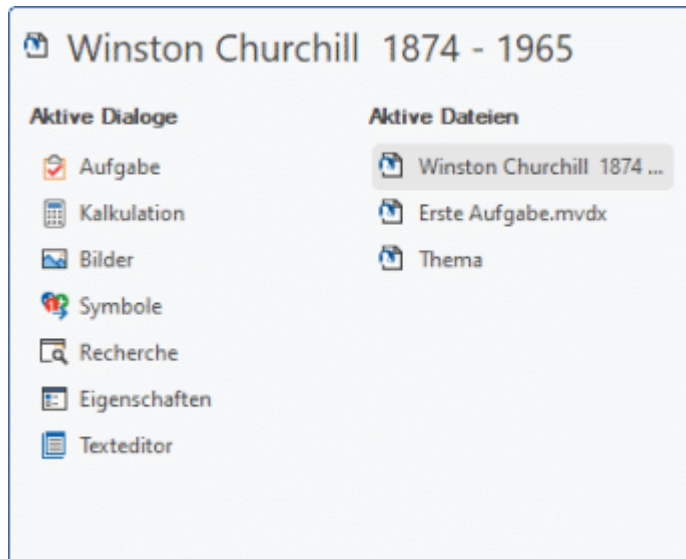 Winston Churchill 1874 - 1965
Aktive Dialoge
Aufgabe
Kalkulation
Bilder
Symbole
Recherche
Eigenschaften
Texteditor
Aktive Dateien
Winston Churchill 1874 ...
Erste Aufgabe.mvdx
Thema